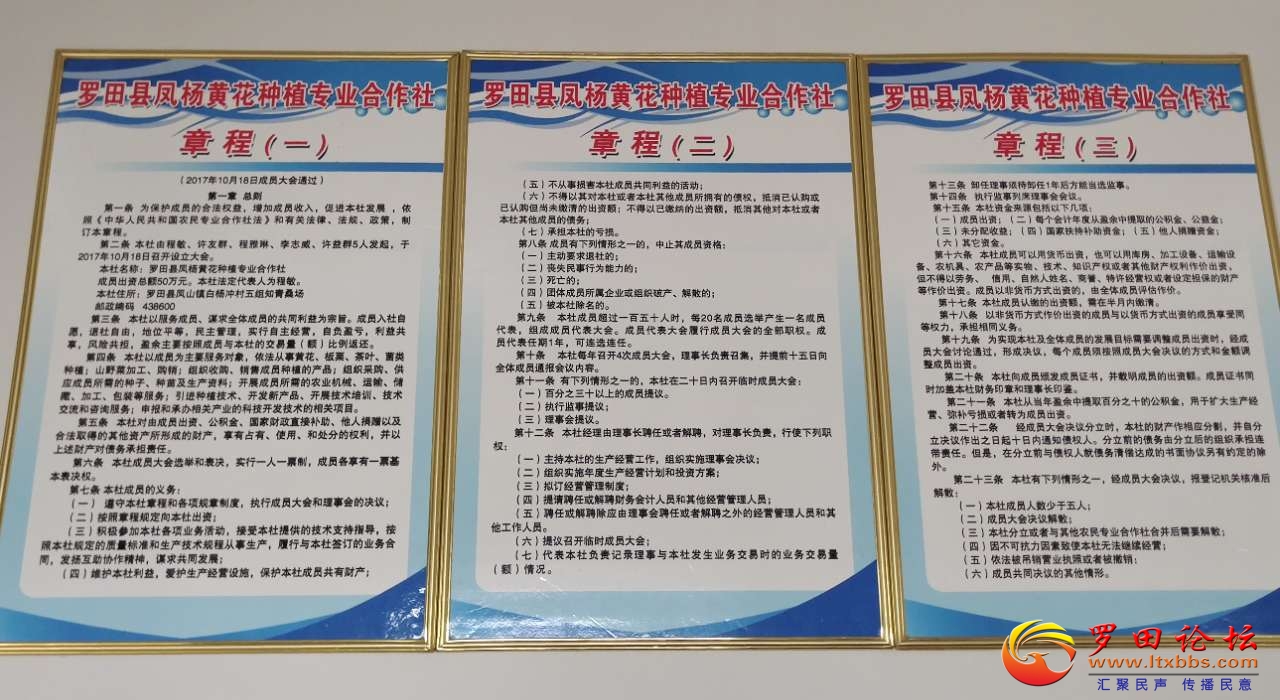 罗田县凤杨黄花种植专业合作社
章程(一)
(2017年10月18日成员大会通过)
第一章 总则
第一条 为保护成员的合法权益，增加成员收入，促进本社发展，依
照《中华人民共和国农民专业合作社法》和有关法律、法规、政策，制
订本章程。
第二条 本社由程敏、许友群、程雅琳、李志威、许益群5人发起，于
2017年10月18日召开设立大会。
本社名称：罗田县凤杨黄花种植专业合作社
成员出资总额50万元。本社法定代表人为程敏。
本社住所：罗田县凤山镇白杨冲村五组知青桑场
邮政编码 438600
第三条 本社以服务成员、谋求全体成员的共同利益为宗旨。成员入社自
愿，退社自由，地位平等，民主管理，实行自主经营，自负盈亏，利益共
享，风险共担，盈余主要按照成员与本社的交易量(额)比例返还。
第四条 本社以成员为主要服务对象，依法从事黄花、板栗、茶叶、菌类
种植；山野菜加工、购销；组织收购、销售成员种植的产品；组织采购、供
应成员所需的种子、种苗及生产资料；开展成员所需的农业机械、运输、储
藏、加工、包装等服务；引进种植技术、开发新产品、开展技术培训、技术
交流和咨询服务；申报和承办相关产业的科技开发技术的相关项目。
第五条 本社对由成员出资、公积金、国家财政直接补助、他人捐赠以及
合法取得的其他资产所形成的财产，享有占有、使用、和处分的权利，并以
上述财产对债务承担责任。
第六条 本社成员大会选举和表决，实行一人一票制，成员各享有一票基
本表决权。
第七条 本社成员的义务：
(一) 遵守本社章程和各项规章制度，执行成员大会和理事会的决议；
(二)按照章程规定向本社出资；
(三)积极参加本社各项业务活动，接受本社提供的技术支持指导，按
照本社规定的质量标准和生产技术规程从事生产，履行与本社签订的业务合
同，发扬互助协作精神，谋求共同发展；
(四)维护本社利益，爱护生产经营设施，保护本社成员共有财产；
罗田县凤杨黄花种植专业合作社
章程(二)
(五)不从事损害本社成员共同利益的活动；
(六)不得以其对本社或者本社其他成员所拥有的债权，抵消已认购或
已认购但尚未缴清的出资额；不得以已缴纳的出资额，抵消其他对本社或者
本社其他成员的债务；
(七)承担本社的亏损。
第八条 成员有下列情形之一的，中止其成员资格：
(一)主动要求退社的；
(二)丧失民事行为能力的；
(三)死亡的；
(四)团体成员所属企业或组织破产、解散的；
(五)被本社除名的。
第九条 本社成员超过一百五十人时，每20名成员选举产生一名成员
代表，组成成员代表大会。成员代表大会履行成员大会的全部职权。成
员代表任期1年，可连选连任。
第十条 本社每年召开4次成员大会，理事长负责召集，并提前十五日向
全体成员通报会议内容。
第十一条 有下列情形之一的，本社在二十日内召开临时成员大会：
(一)百分之三十以上的成员提议。
(二)执行监事提议。
(三)理事会提议。
第十二条 本社经理由理事长聘任或者解聘，对理事长负责，行使下列职
权：
(一)主持本社的生产经营工作，组织实施理事会决议；
(二)组织实施年度生产经营计划和投资方案；
(三)拟订经营管理制度；
(四)提请聘任或解聘财务会计人员和其他经营管理人员；
(五)聘任或解聘除应由理事会聘任或者解聘之外的经营管理人员和其
他工作人员。
(六)提议召开临时成员大会；
(七)代表本社负责记录理事与本社发生业务交易时的业务交易量
(额)情况。
罗田县凤杨黄花种植专业合作社
章程(三)
第十三条 卸任理事须待卸任1年后方能当选监事。
第十四条 执行监事列席理事会会议。
第十五条 本社资金来源包括以下几项：
(一)成员出资；(二)每个会计年度从盈余中提取的公积金、公益金；
(三)未分配收益；(四)国家扶持补助资金；(五)他人捐赠资金；
(六)其它资金。
第十六条 本社成员可以用货币出资，也可以用库房、加工设备、运输设
备、农机具、农产品等实物、技术、知识产权或者其他财产权利作价出资，
但不得以劳务、 信用、自然人姓名、商誉、特许经营权或者设定担保的财产
等作价出资。成员以非货币方式出资的，由全体成员评估作价。
第十七条 本社成员认缴的出资额，需在半月内缴清。
第十八条 以非货币方式作价出资的成员与以货币方式出资的成员享受同
等权力，承担相同义务。
第十九条 为实现本社及全体成员的发展目标需要调整成员出资时，经成
员大会讨论通过，形成决议，每个成员须按照成员大会决议的方式和金额调
整成员出资。
第二十条 本社向成员颁发成员证书，并载明成员的出资额。成员证书同
时加盖本社财务印章和理事长印鉴。
第二十一条 本社从当年盈余中提取百分之十的公积金，用于扩大生产经
营、弥补亏损或者转为成员出资。
第二十二条 经成员大会决议分立时，本社的财产作相应分割，并自分
立决议作出之日起十日内通知债权人。分立前的债务由分立后的组织承担连
带责任。但是，在分立前与债权人就债务清偿达成的书面协议另有约定的除
外。
第二十三条 本社有下列情形之一，经成员大会决议，报登记机关核准后
解散：
(一)本社成员人数少于五人；
(二)成员大会决议解散；
(三)本社分立或者与其他农民专业合作社合并后需要解散；
(四)因不可抗力因素致使本社无法继续经营；
(五)依法被吊销营业执照或者被撤销；
(六)成员共同决议的其他情形。
罗田论坛
www.ltxbbs.com
汇聚民声 传播民意